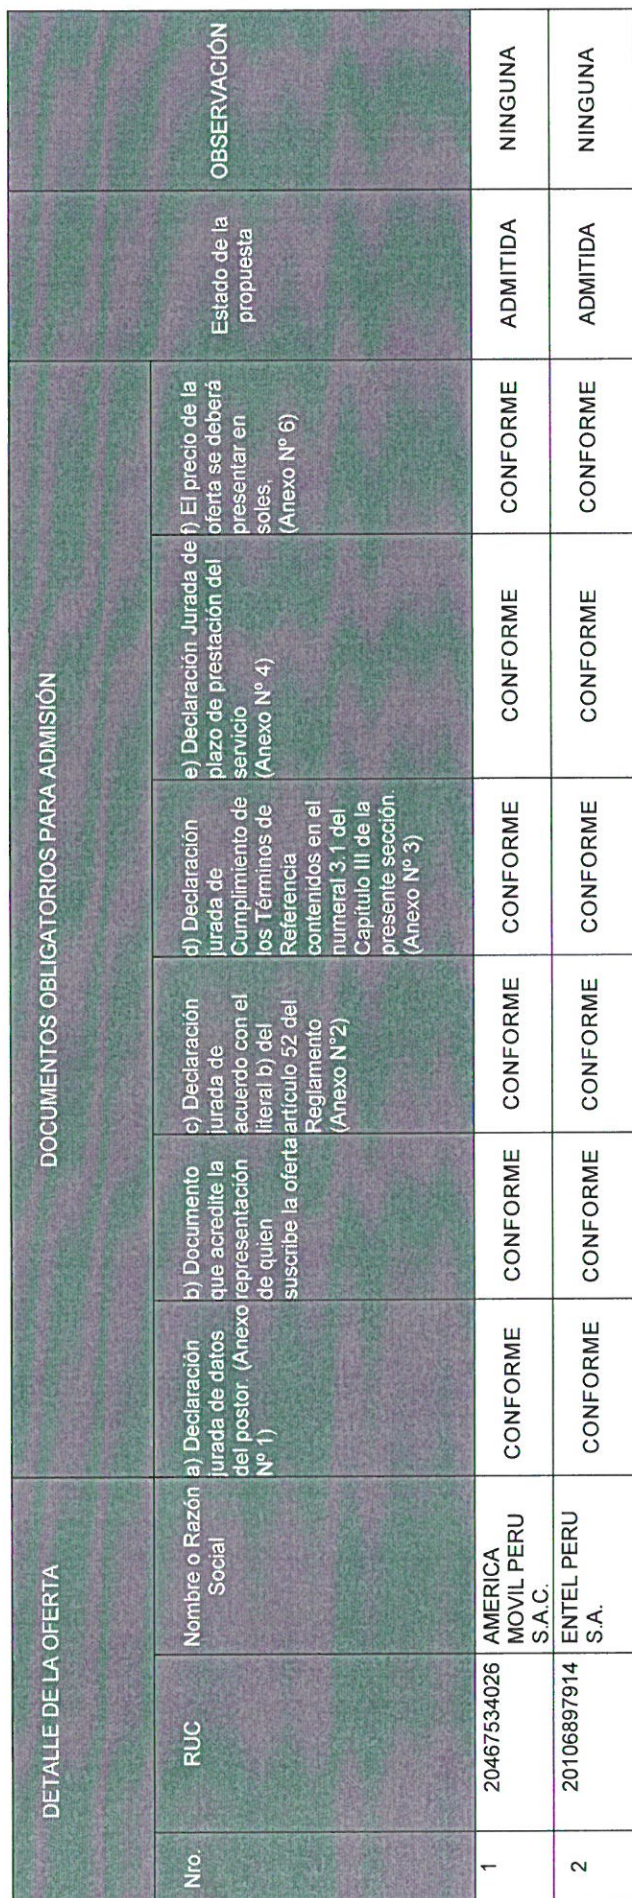 DETALLE DE LA OFERTA
DOCUMENTOS OBLIGATORIOS PARA ADMISIÓN
Nro.
RUC
Nombre o Razón
Social
a) Declaración
jurada de datos
del postor. (Anexo
Nº 1)
b) Documento
que acredite la
representación
de quien
suscribe la oferta
c) Declaración
jurada de
acuerdo con el
literal b) del
artículo 52 del
Reglamento
(Anexo N°2)
d) Declaración
jurada de
Cumplimiento de
los Términos de
Referencia
contenidos en el
numeral 3.1 del
Capítulo III de la
presente sección.
(Anexo Nº 3)
e) Declaración Jurada de
plazo de prestación del
servicio
(Anexo Nº 4)
f) El precio de la
oferta se deberá
presentar en
soles,
(Anexo Nº 6)
Estado de la
propuesta
OBSERVACIÓN
1
20467534026
AMERICA
MOVIL PERU
S.A.C.
CONFORME
CONFORME
CONFORME
CONFORME
CONFORME
CONFORME
ADMITIDA
NINGUNA
2
20106897914
ENTEL PERU
S.A.
CONFORME
CONFORME
CONFORME
CONFORME
CONFORME
CONFORME
ADMITIDA
NINGUNA